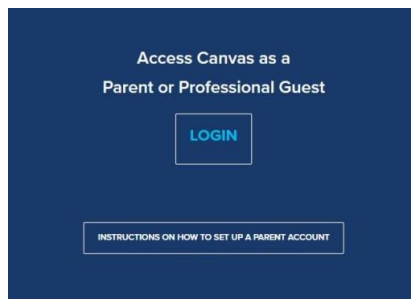 Access Canvas as a
Parent or Professional Guest
LOGIN
INSTRUCTIONS ON HOW TO SET UP A PARENT ACCOUNT